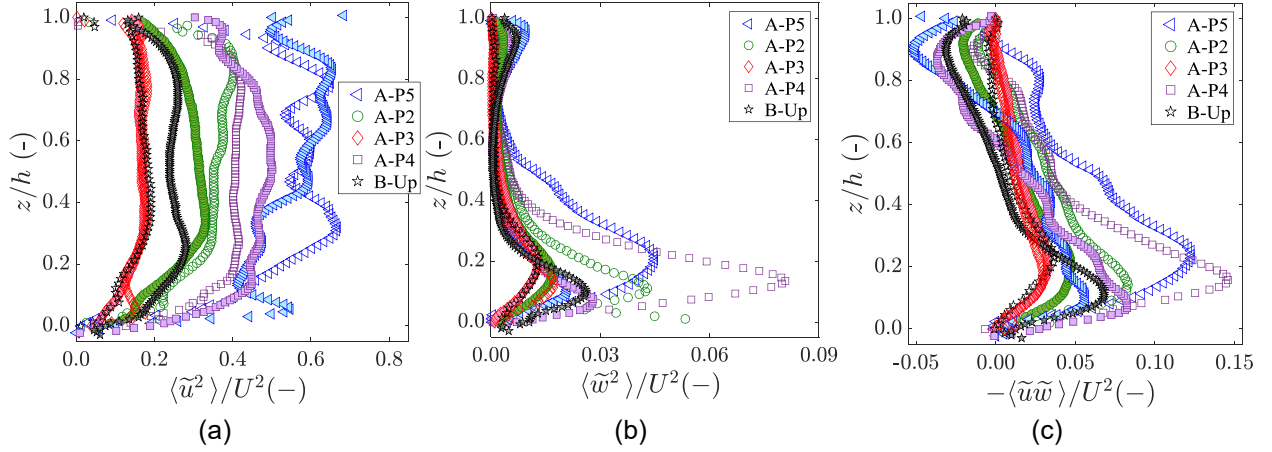 1.0
0.8
0.6
0.4
0.2
0.0
z/h (-)
0.0 0.2 0.4 0.6 0.8
⟨ũ²⟩/U²(−)
A-P5
A-P2
A-P3
A-P4
B-Up
(a)
1.0
0.8
0.6
0.4
0.2
0.0
z/h (-)
0.00 0.03 0.06 0.09
⟨w̃²⟩/U²(−)
A-P5
A-P2
A-P3
A-P4
B-Up
(b)
1.0
0.8
0.6
0.4
0.2
0.0
z/h (-)
-0.05 0.00 0.05 0.10 0.15
−⟨ũw̃⟩/U²(−)
A-P5
A-P2
A-P3
A-P4
B-Up
(c)